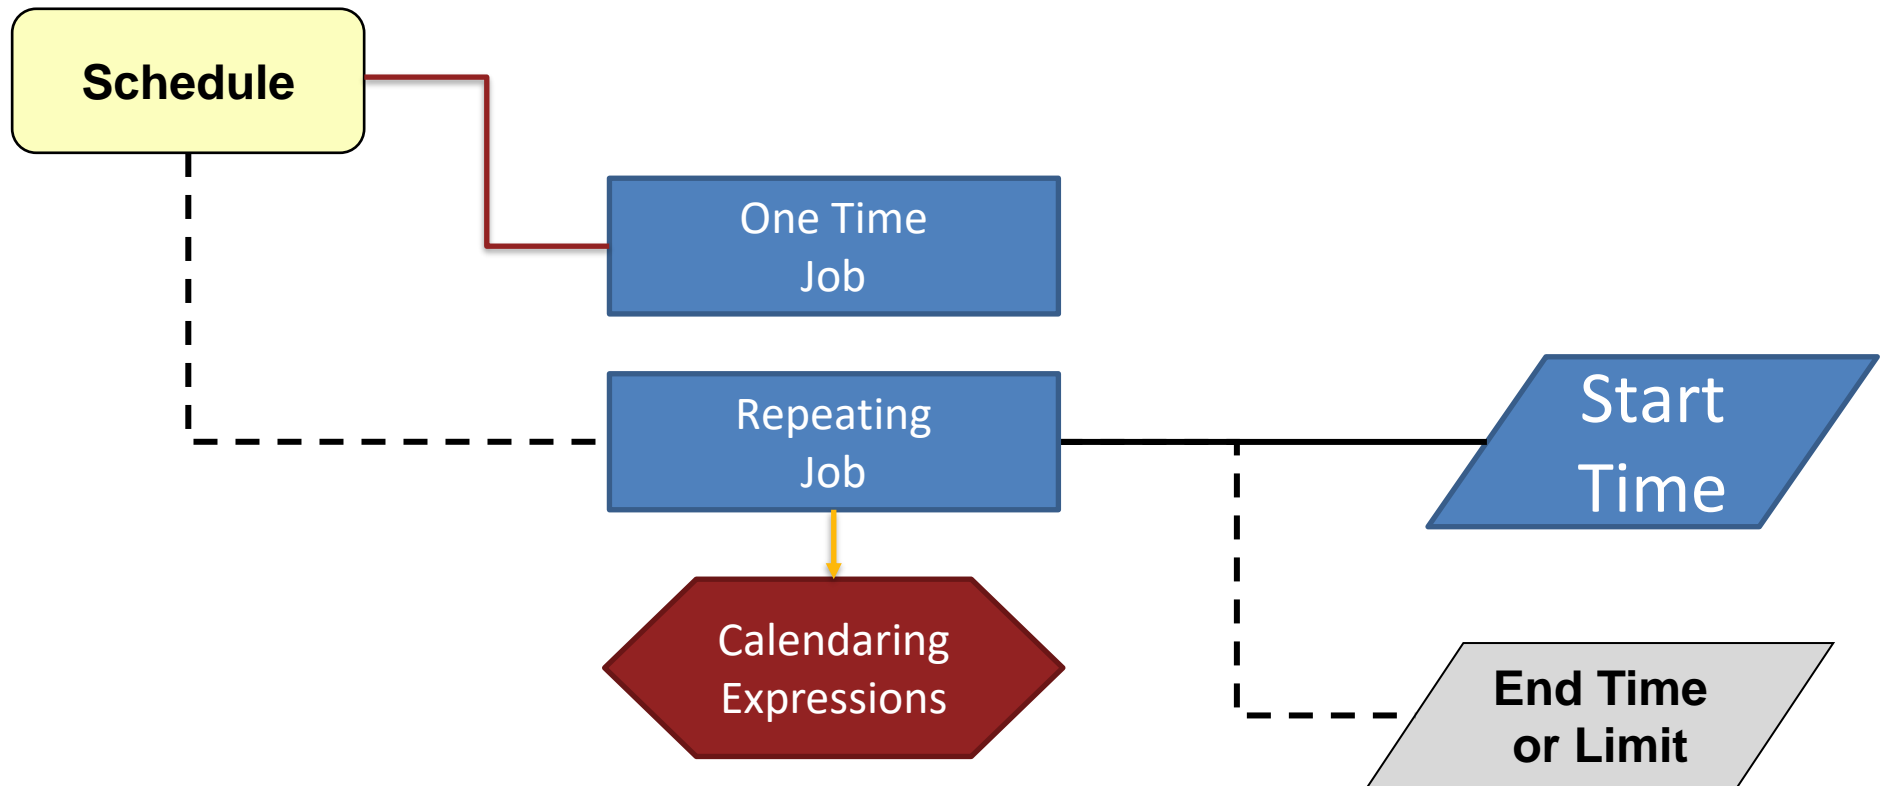 Schedule
One Time
Job
Repeating
Job
Start
Time
Calendaring
Expressions
End Time
or Limit